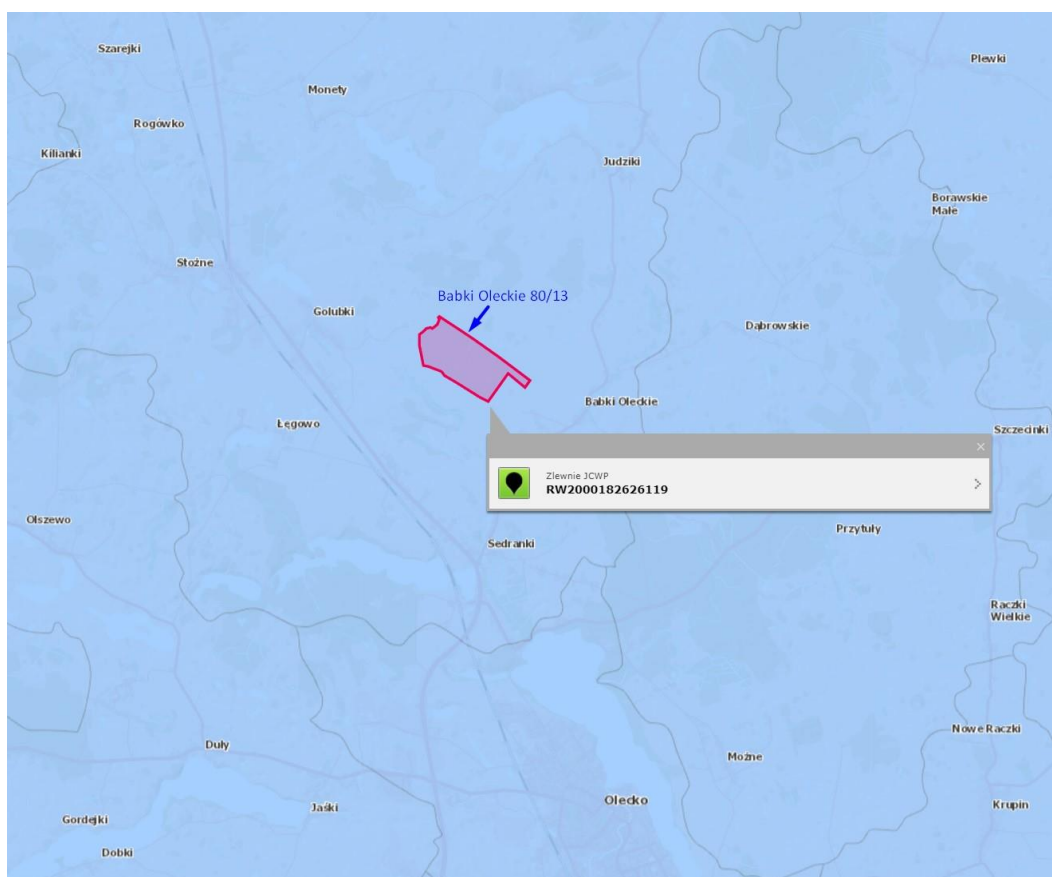 Szarejki
Plewki
Monety
Rogówko
Kilianki
Judziki
Borawskie
Małe
Stożne
Babki Oleckie 80/13
Golubki
Dąbrowskie
Babki Oleckie
Łęgowo
Szczecinki
×
Zlewnie JCWP
RW2000182626119
>
Olszewo
Przytuły
Sedranki
Raczki
Wielkie
Nowe Raczki
Duły
Możne
Olecko
Jaśki
Krupin
Gordejki
Dobki